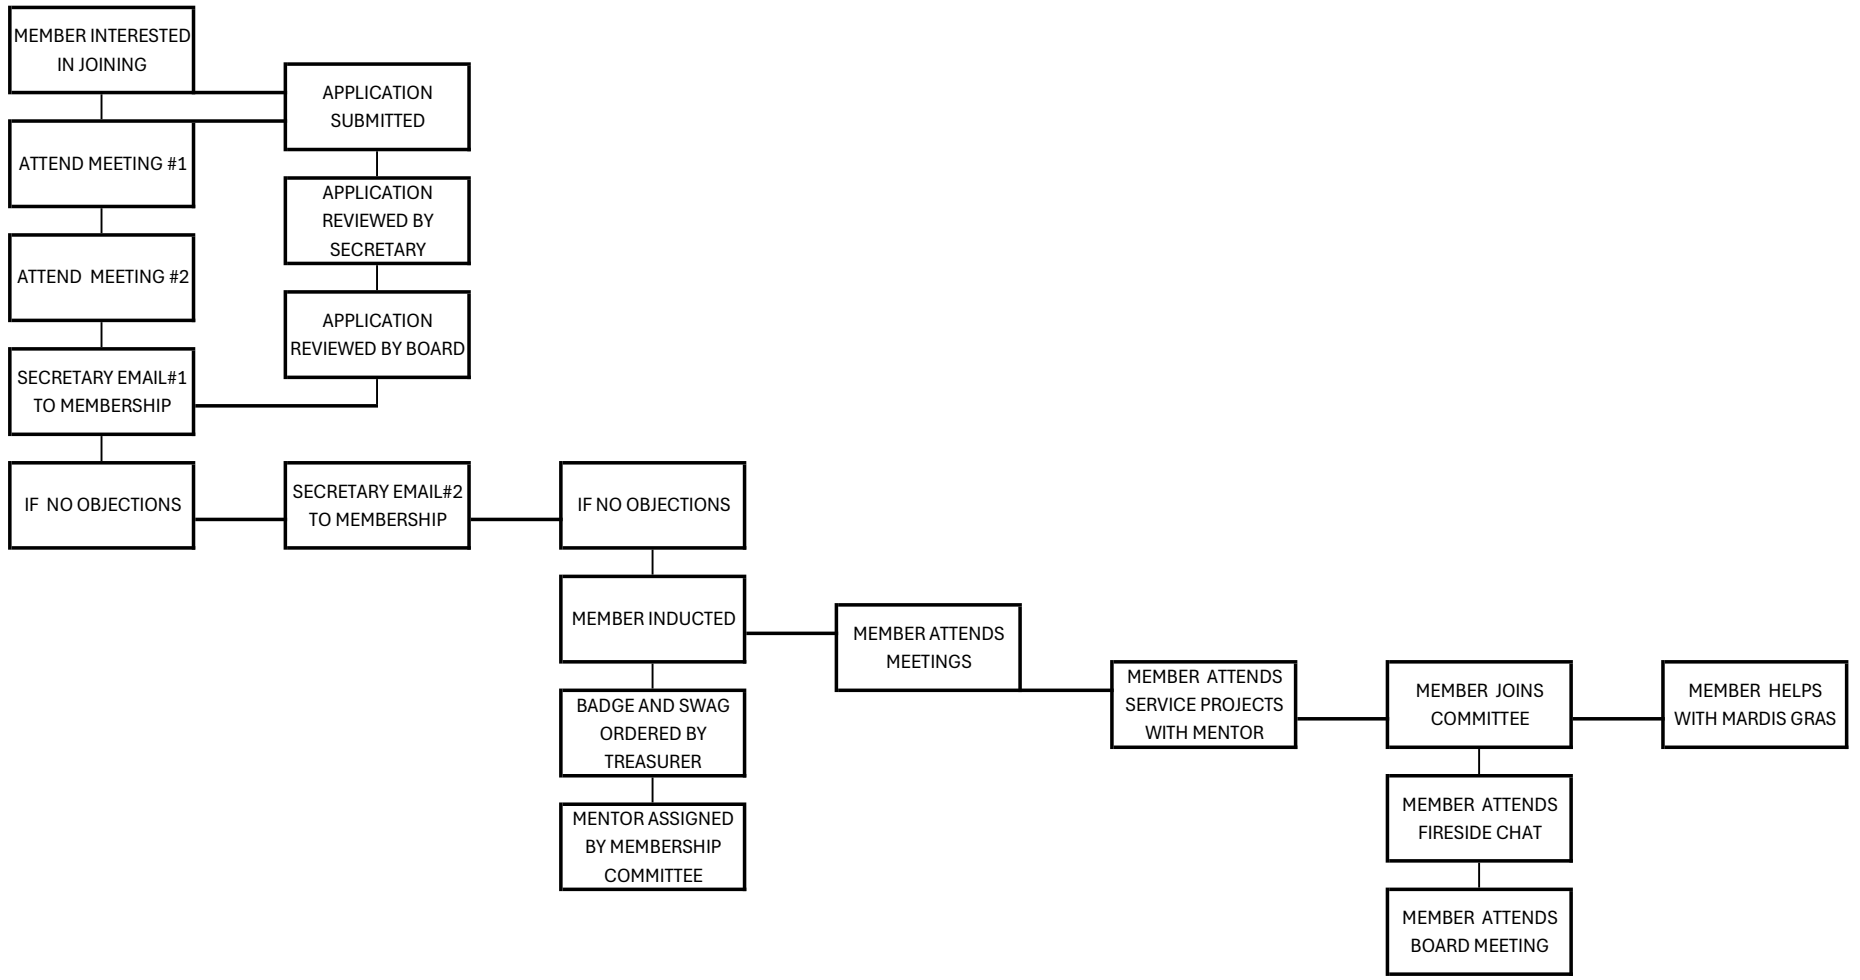 MEMBER INTERESTED
IN JOINING
APPLICATION
SUBMITTED
ATTEND MEETING #1
APPLICATION
REVIEWED BY
SECRETARY
ATTEND  MEETING #2
APPLICATION
REVIEWED BY BOARD
SECRETARY EMAIL#1
TO MEMBERSHIP
IF  NO OBJECTIONS
SECRETARY EMAIL#2
TO MEMBERSHIP
IF NO OBJECTIONS
MEMBER INDUCTED
MEMBER ATTENDS
MEETINGS
BADGE AND SWAG
ORDERED BY
TREASURER
MENTOR ASSIGNED
BY MEMBERSHIP
COMMITTEE
MEMBER  ATTENDS
SERVICE PROJECTS
WITH MENTOR
MEMBER  JOINS
COMMITTEE
MEMBER  HELPS
WITH MARDIS GRAS
MEMBER  ATTENDS
FIRESIDE CHAT
MEMBER  ATTENDS
BOARD MEETING